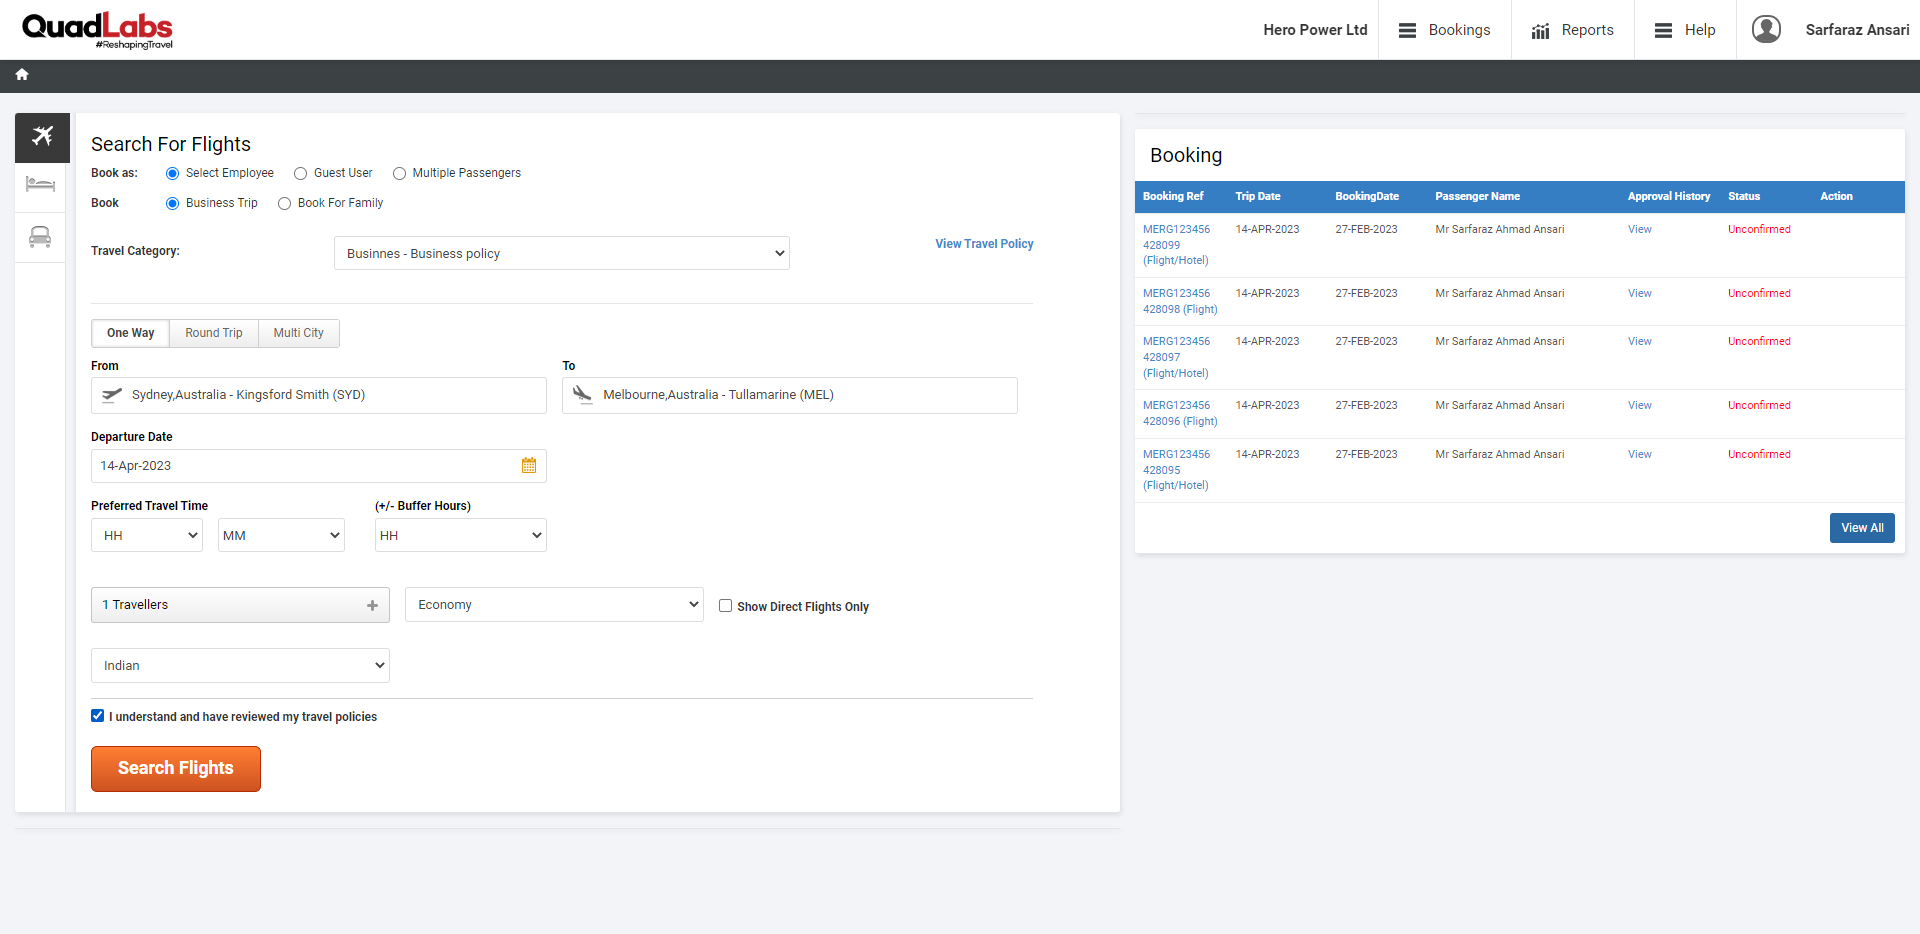 QuadLabs
#ReshapingTravel
Hero Power Ltd
Bookings
Reports
Help
Sarfaraz Ansari
Search For Flights
Book as:
Select Employee
Guest User
Multiple Passengers
Book
Business Trip
Book For Family
Travel Category:
Businnes - Business policy
View Travel Policy
One Way
Round Trip
Multi City
From
To
Sydney,Australia - Kingsford Smith (SYD)
Melbourne,Australia - Tullamarine (MEL)
Departure Date
14-Apr-2023
Preferred Travel Time
(+/- Buffer Hours)
HH
MM
HH
1 Travellers
Economy
Show Direct Flights Only
Indian
I understand and have reviewed my travel policies
Search Flights
Booking
Booking Ref Trip Date BookingDate Passenger Name Approval History Status Action
MERG123456 14-APR-2023 27-FEB-2023 Mr Sarfaraz Ahmad Ansari View Unconfirmed
428099
(Flight/Hotel)
MERG123456 14-APR-2023 27-FEB-2023 Mr Sarfaraz Ahmad Ansari View Unconfirmed
428098 (Flight)
MERG123456 14-APR-2023 27-FEB-2023 Mr Sarfaraz Ahmad Ansari View Unconfirmed
428097
(Flight/Hotel)
MERG123456 14-APR-2023 27-FEB-2023 Mr Sarfaraz Ahmad Ansari View Unconfirmed
428096 (Flight)
MERG123456 14-APR-2023 27-FEB-2023 Mr Sarfaraz Ahmad Ansari View Unconfirmed
428095
(Flight/Hotel)
View All